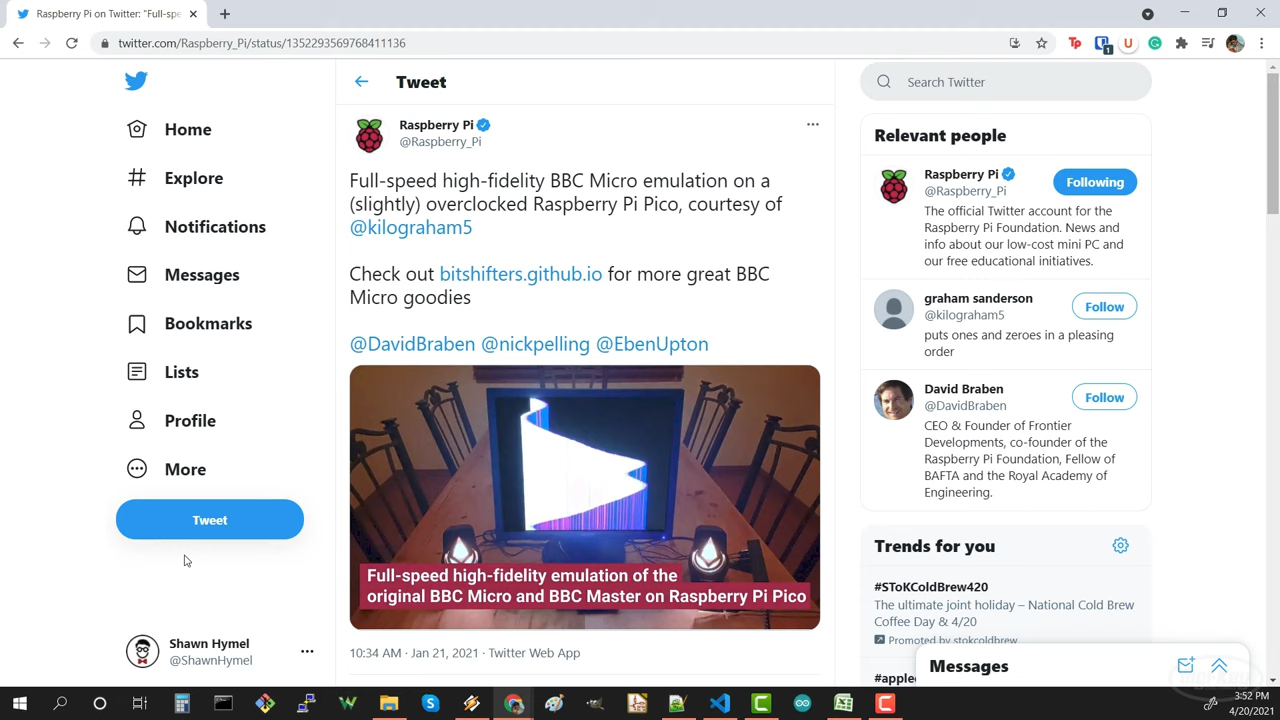 Raspberry Pi on Twitter: "Full-spe
twitter.com/Raspberry_Pi/status/1352293569768411136
Home
Explore
Notifications
Messages
Bookmarks
Lists
Profile
More
Tweet
Shawn Hymel
@ShawnHymel
Tweet
Raspberry Pi
@Raspberry_Pi
Full-speed high-fidelity BBC Micro emulation on a
(slightly) overclocked Raspberry Pi Pico, courtesy of
@kilograham5
Check out bitshifters.github.io for more great BBC
Micro goodies
@DavidBraben @nickpelling @EbenUpton
Full-speed high-fidelity emulation of the
original BBC Micro and BBC Master on Raspberry Pi Pico
10:34 AM · Jan 21, 2021 · Twitter Web App
Search Twitter
Relevant people
Raspberry Pi
@Raspberry_Pi
Following
The official Twitter account for the
Raspberry Pi Foundation. News and
info about our low-cost mini PC and
our free educational initiatives.
graham sanderson
@kilograham5
Follow
puts ones and zeroes in a pleasing
order
David Braben
@DavidBraben
Follow
CEO & Founder of Frontier
Developments, co-founder of the
Raspberry Pi Foundation, Fellow of
BAFTA and the Royal Academy of
Engineering.
Trends for you
#SToKColdBrew420
The ultimate joint holiday – National Cold Brew
Coffee Day & 4/20
Promoted by stokcoldbrew
#apple
Messages
3:52 PM
4/20/2021